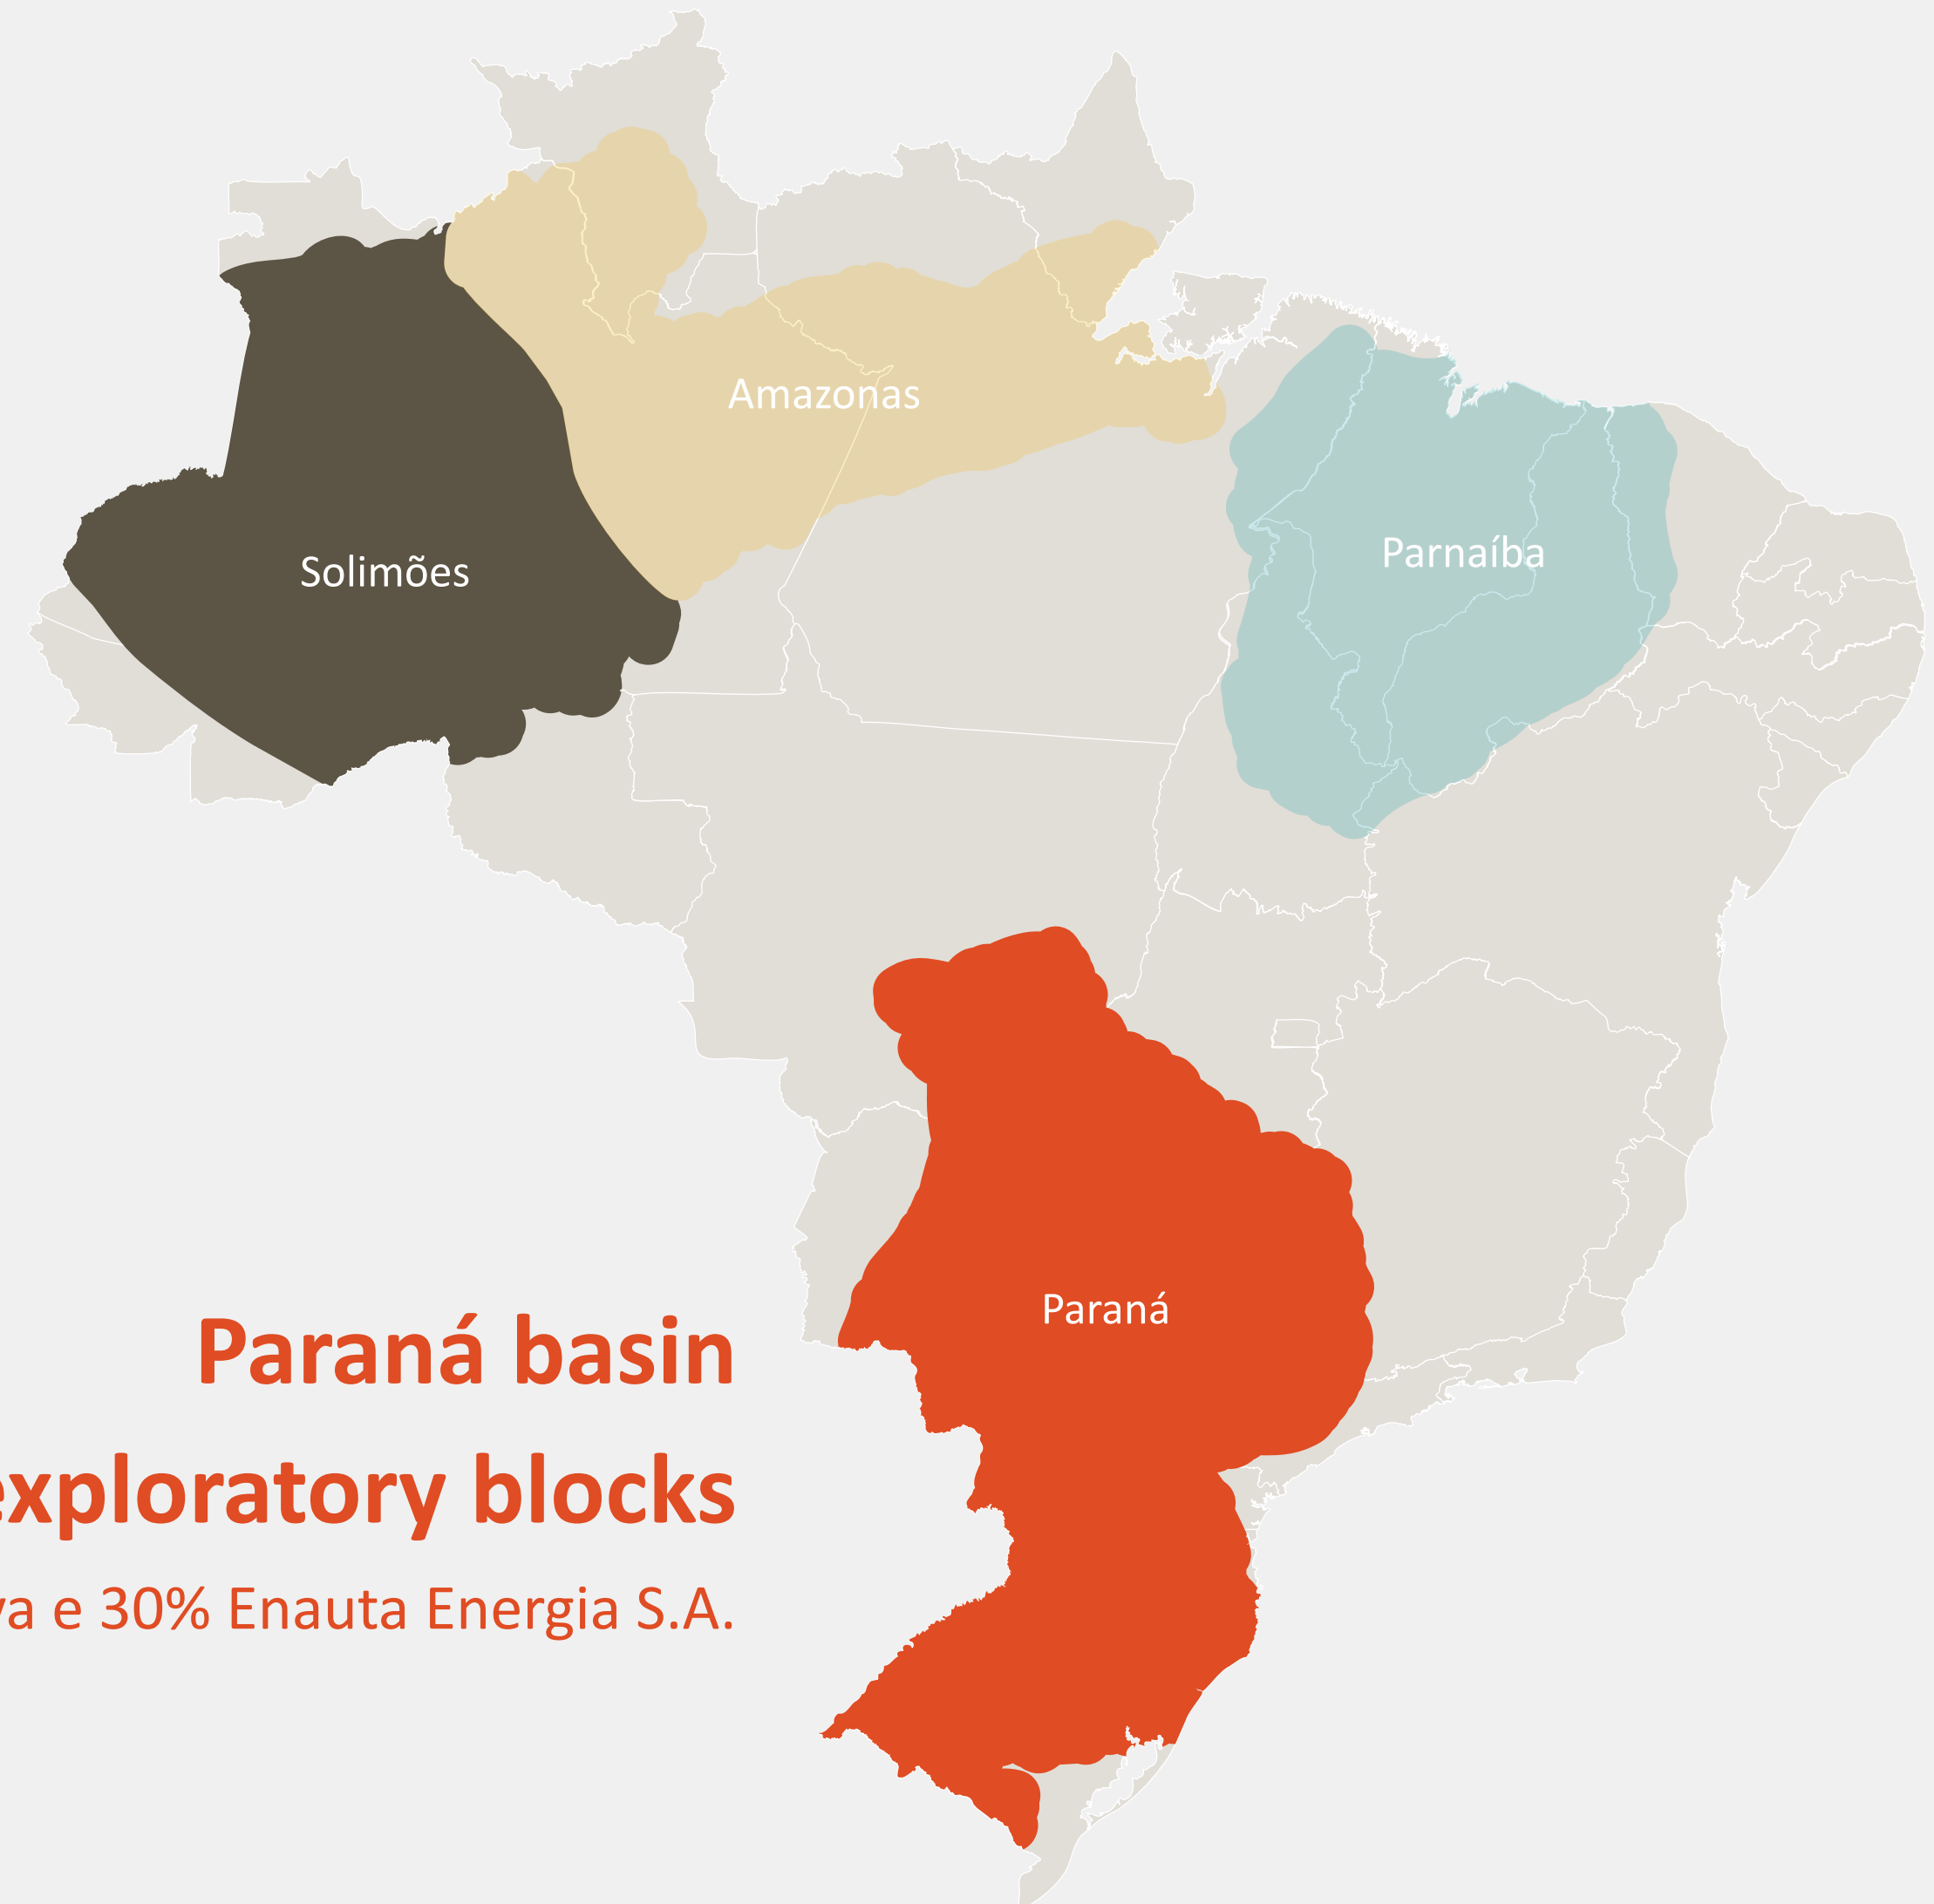 Amazonas
Parnaíba
Solimões
Paraná
Paraná basin
xploratory blocks
a e 30% Enauta Energia S.A.